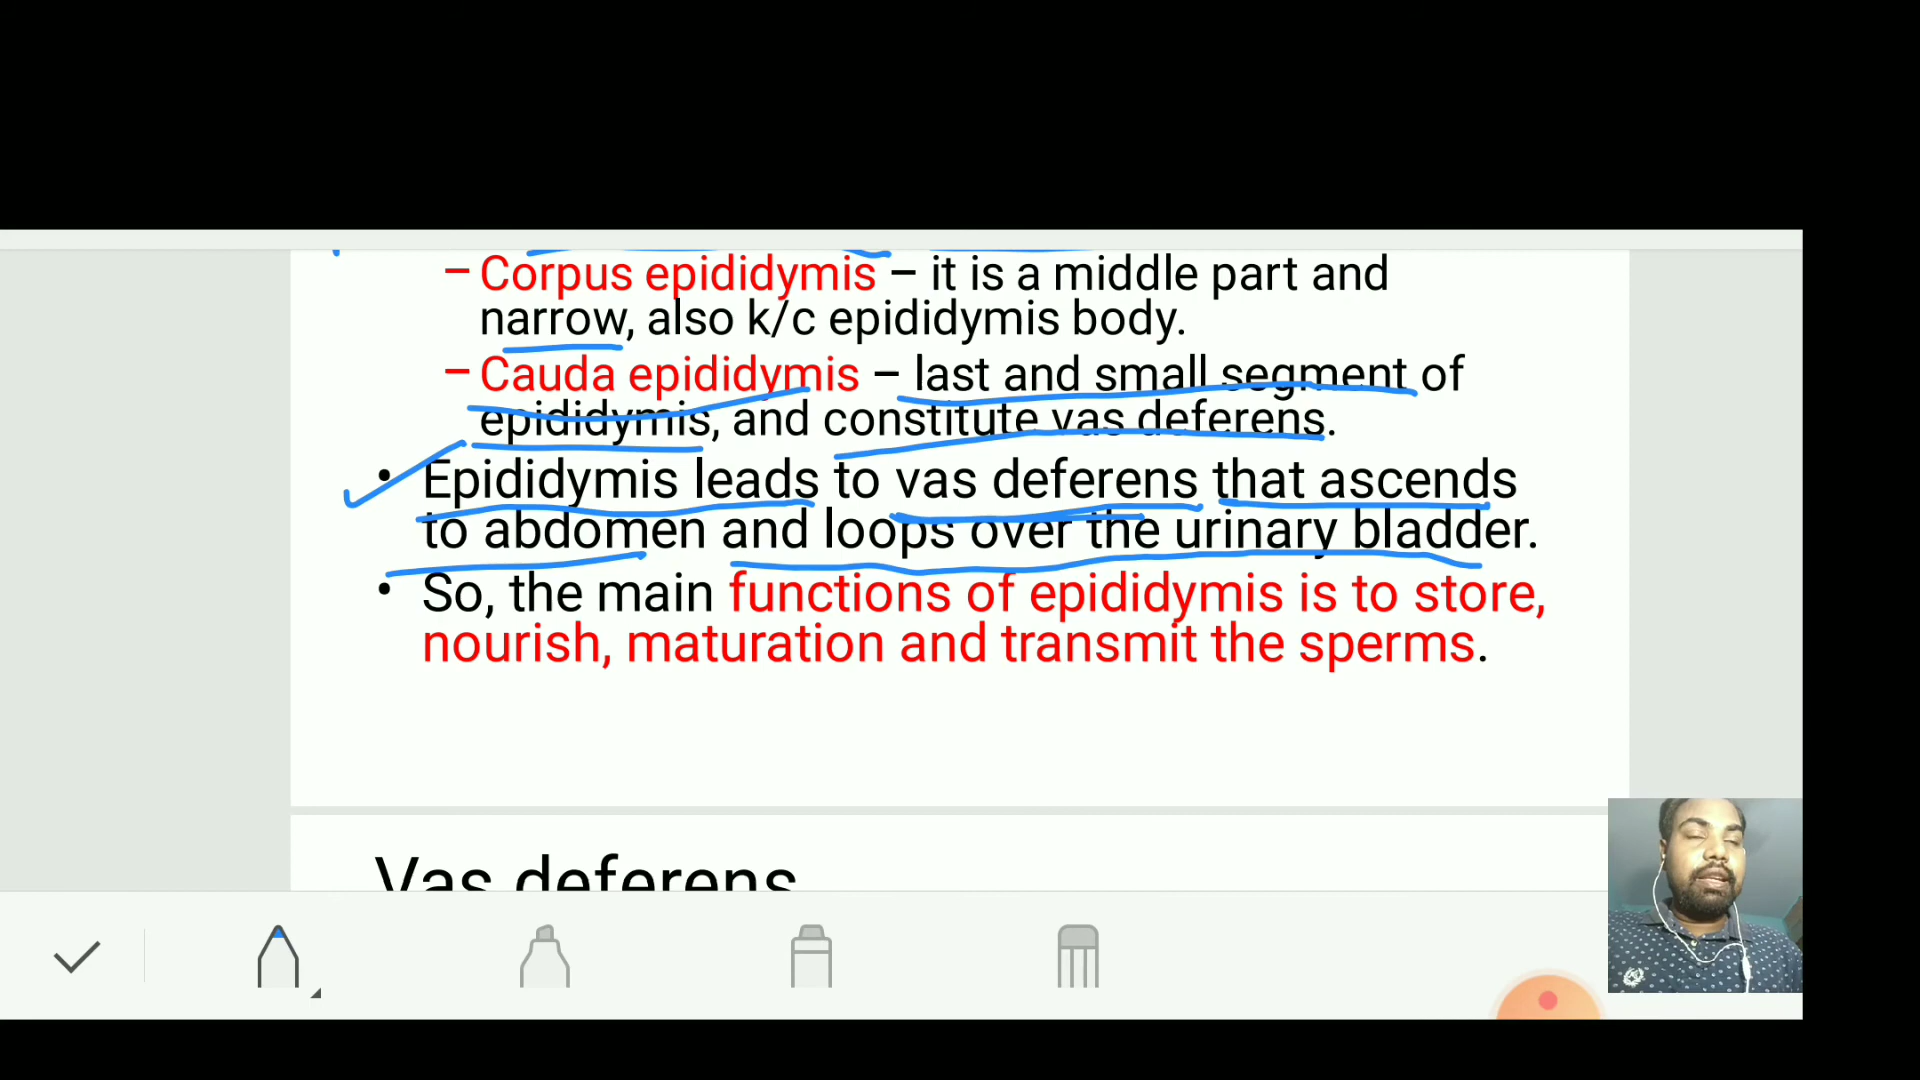 – Corpus epididymis – it is a middle part and
narrow, also k/c epididymis body.
– Cauda epididymis – last and small segment of
epididymis, and constitute vas deferens.
• Epididymis leads to vas deferens that ascends
to abdomen and loops over the urinary bladder.
• So, the main functions of epididymis is to store,
nourish, maturation and transmit the sperms.
Vas deferens